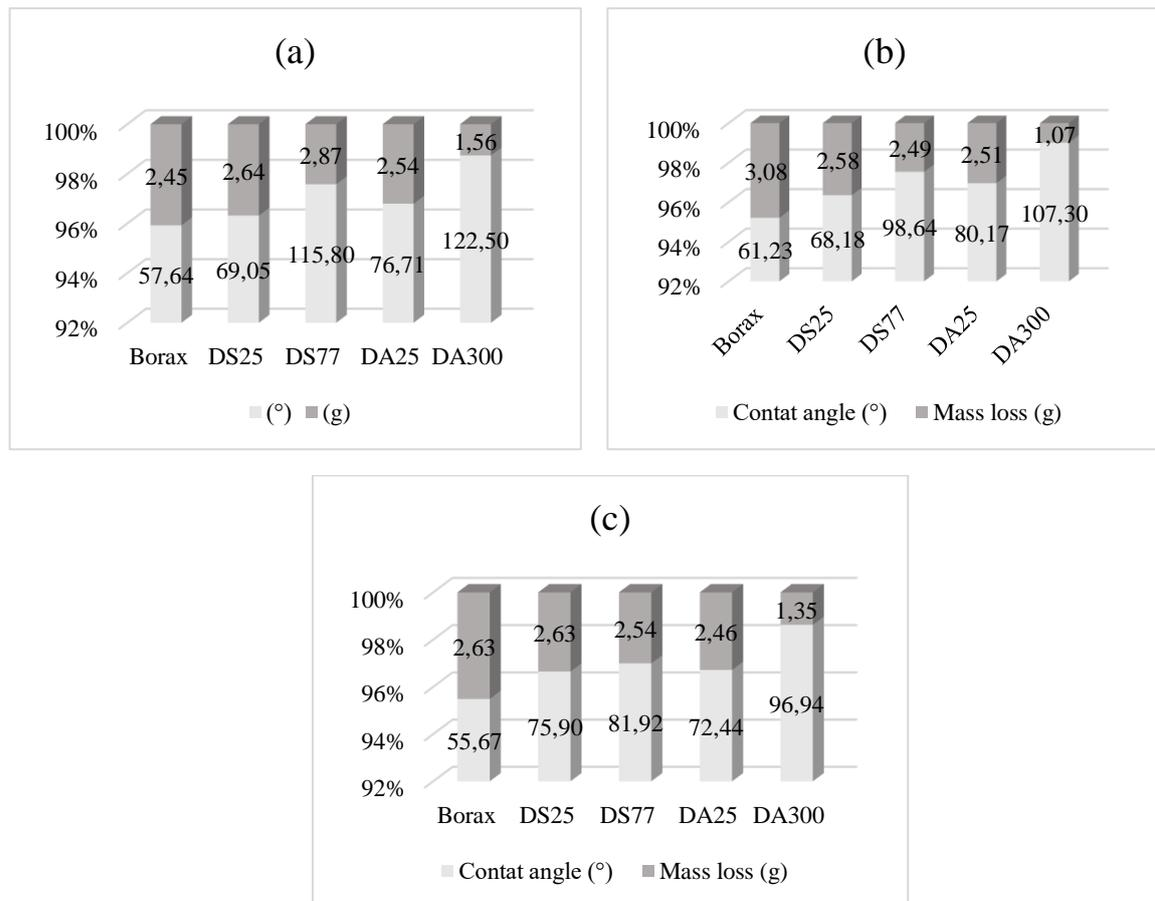 (a)
100%
98%
96%
94%
92%
2,45 2,64 2,87 2,54 1,56
57,64 69,05 115,80 76,71 122,50
Borax DS25 DS77 DA25 DA300
(°) (g)
(b)
100%
98%
96%
94%
92%
3,08 2,58 2,49 2,51 1,07
61,23 68,18 98,64 80,17 107,30
Borax DS25 DS77 DA25 DA300
Contat angle (°) Mass loss (g)
(c)
100%
98%
96%
94%
92%
2,63 2,63 2,54 2,46 1,35
55,67 75,90 81,92 72,44 96,94
Borax DS25 DS77 DA25 DA300
Contat angle (°) Mass loss (g)